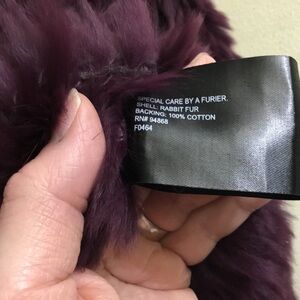 SPECIAL CARE BY A FURIER.
SHELL: RABBIT FUR
BACKING: 100% COTTON
RN# 94868
F0464